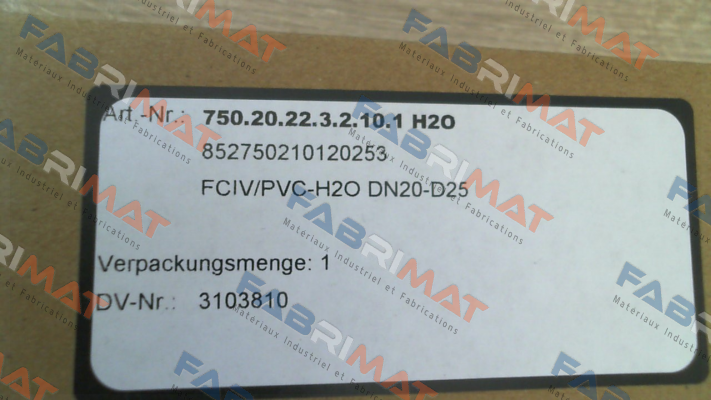 Art.-Nr.: 750.20.22.3.2.10.1 H2O
852750210120253
FCIV/PVC-H2O DN20-D25
Verpackungsmenge: 1
DV-Nr.: 3103810
FABRIMAT
Matériaux Industriel et Fabrications